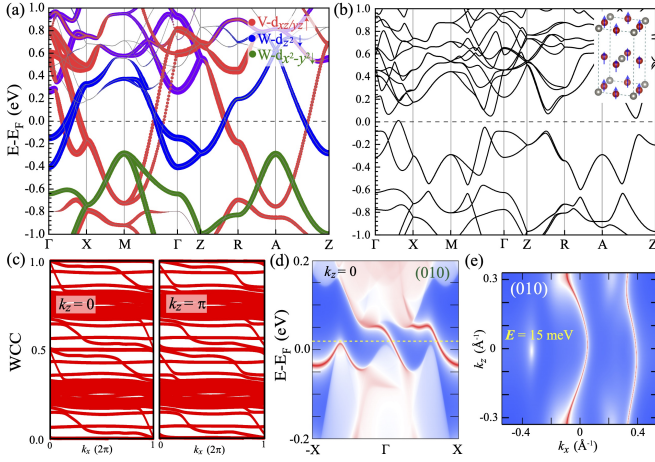 (a)
V-dxz/yz↑
W-dz²↓
W-dx²-y²↓
E-EF (eV)
1.0
0.8
0.6
0.4
0.2
0.0
-0.2
-0.4
-0.6
-0.8
-1.0
Γ X M Γ Z R A Z
(b)
1.0
0.8
0.6
0.4
0.2
0.0
-0.2
-0.4
-0.6
-0.8
-1.0
Γ X M Γ Z R A Z
(c)
WCC
1.0
0.5
0.0
kz = 0
kz = π
0 kx (2π) 1
0 kx (2π) 1
(d)
kz = 0
(010)
E-EF (eV)
0.2
0.0
-0.2
-X Γ X
(e)
(010)
E = 15 meV
kz (Å-1)
0.3
0
-0.3
-0.4 0 0.4
kx (Å-1)